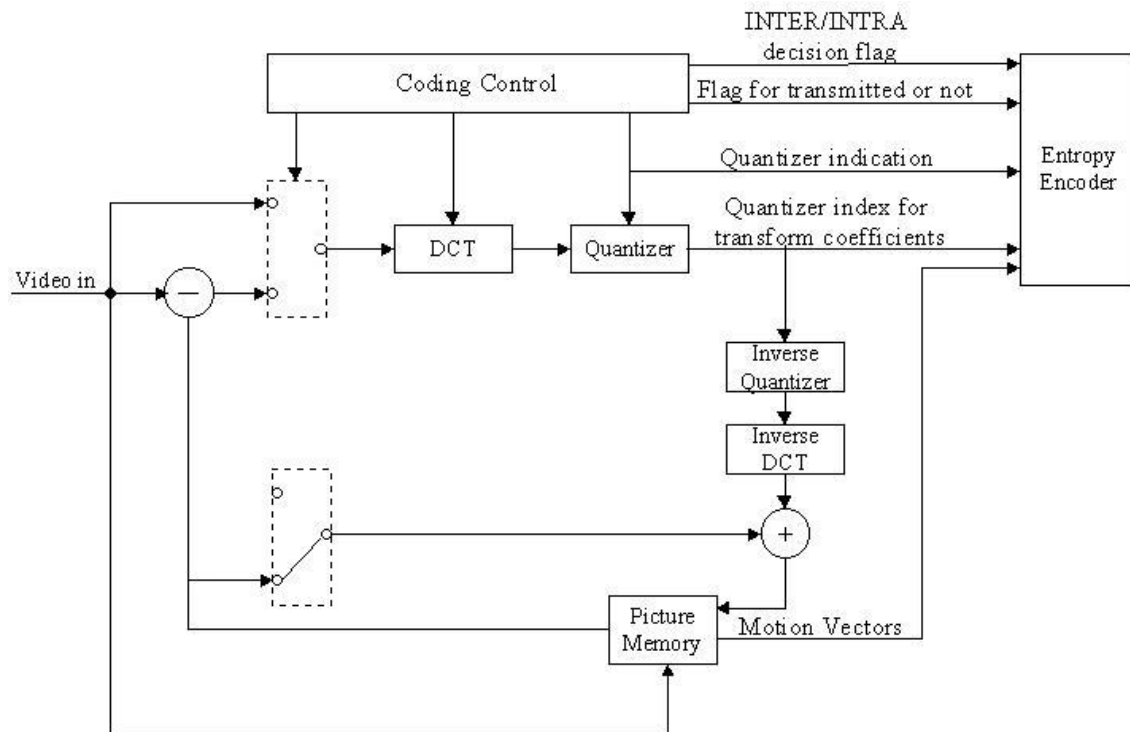 INTER/INTRA
decision flag
Coding Control
Flag for transmitted or not
Entropy
Encoder
Quantizer indication
Quantizer index for
transform coefficients
DCT
Quantizer
Video in
−
Inverse
Quantizer
Inverse
DCT
+
Picture
Memory
Motion Vectors